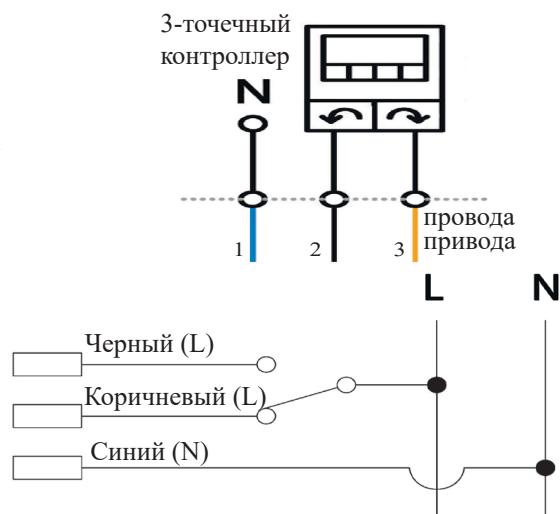 3-точечный
контроллер
N
1
2
3
провода
привода
L
N
Черный (L)
Коричневый (L)
Синий (N)